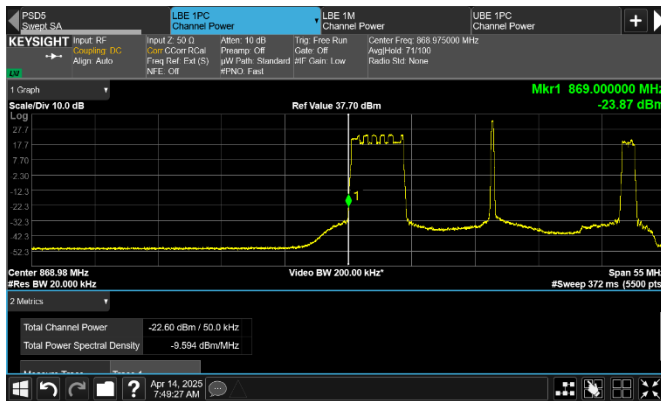 PSD5
Swept SA
LBE 1PC
Channel Power
LBE 1M
Channel Power
UBE 1PC
Channel Power
KEYSIGHT
Input: RF
Coupling: DC
Align: Auto
Input Z: 50 Ω
Corr CCorr RCal
Freq Ref: Ext (S)
NFE: Off
Atten: 10 dB
Preamp: Off
µW Path: Standard
#PNO: Fast
Trig: Free Run
Gate: Off
#IF Gain: Low
Center Freq: 868.975000 MHz
Avg|Hold: 71/100
Radio Std: None
1 Graph
Mkr1 869.000000 MHz
-23.87 dBm
Scale/Div 10.0 dB
Ref Value 37.70 dBm
Log
27.7
17.7
7.70
-2.30
-12.3
-22.3
-32.3
-42.3
-52.3
1
Center 868.98 MHz
Video BW 200.00 kHz*
Span 55 MHz
#Res BW 20.000 kHz
#Sweep 372 ms (5500 pts)
2 Metrics
Total Channel Power
-22.60 dBm / 50.0 kHz
Total Power Spectral Density
-9.594 dBm/MHz
Measure Trace
Trace 1
?
Apr 14, 2025
7:49:27 AM